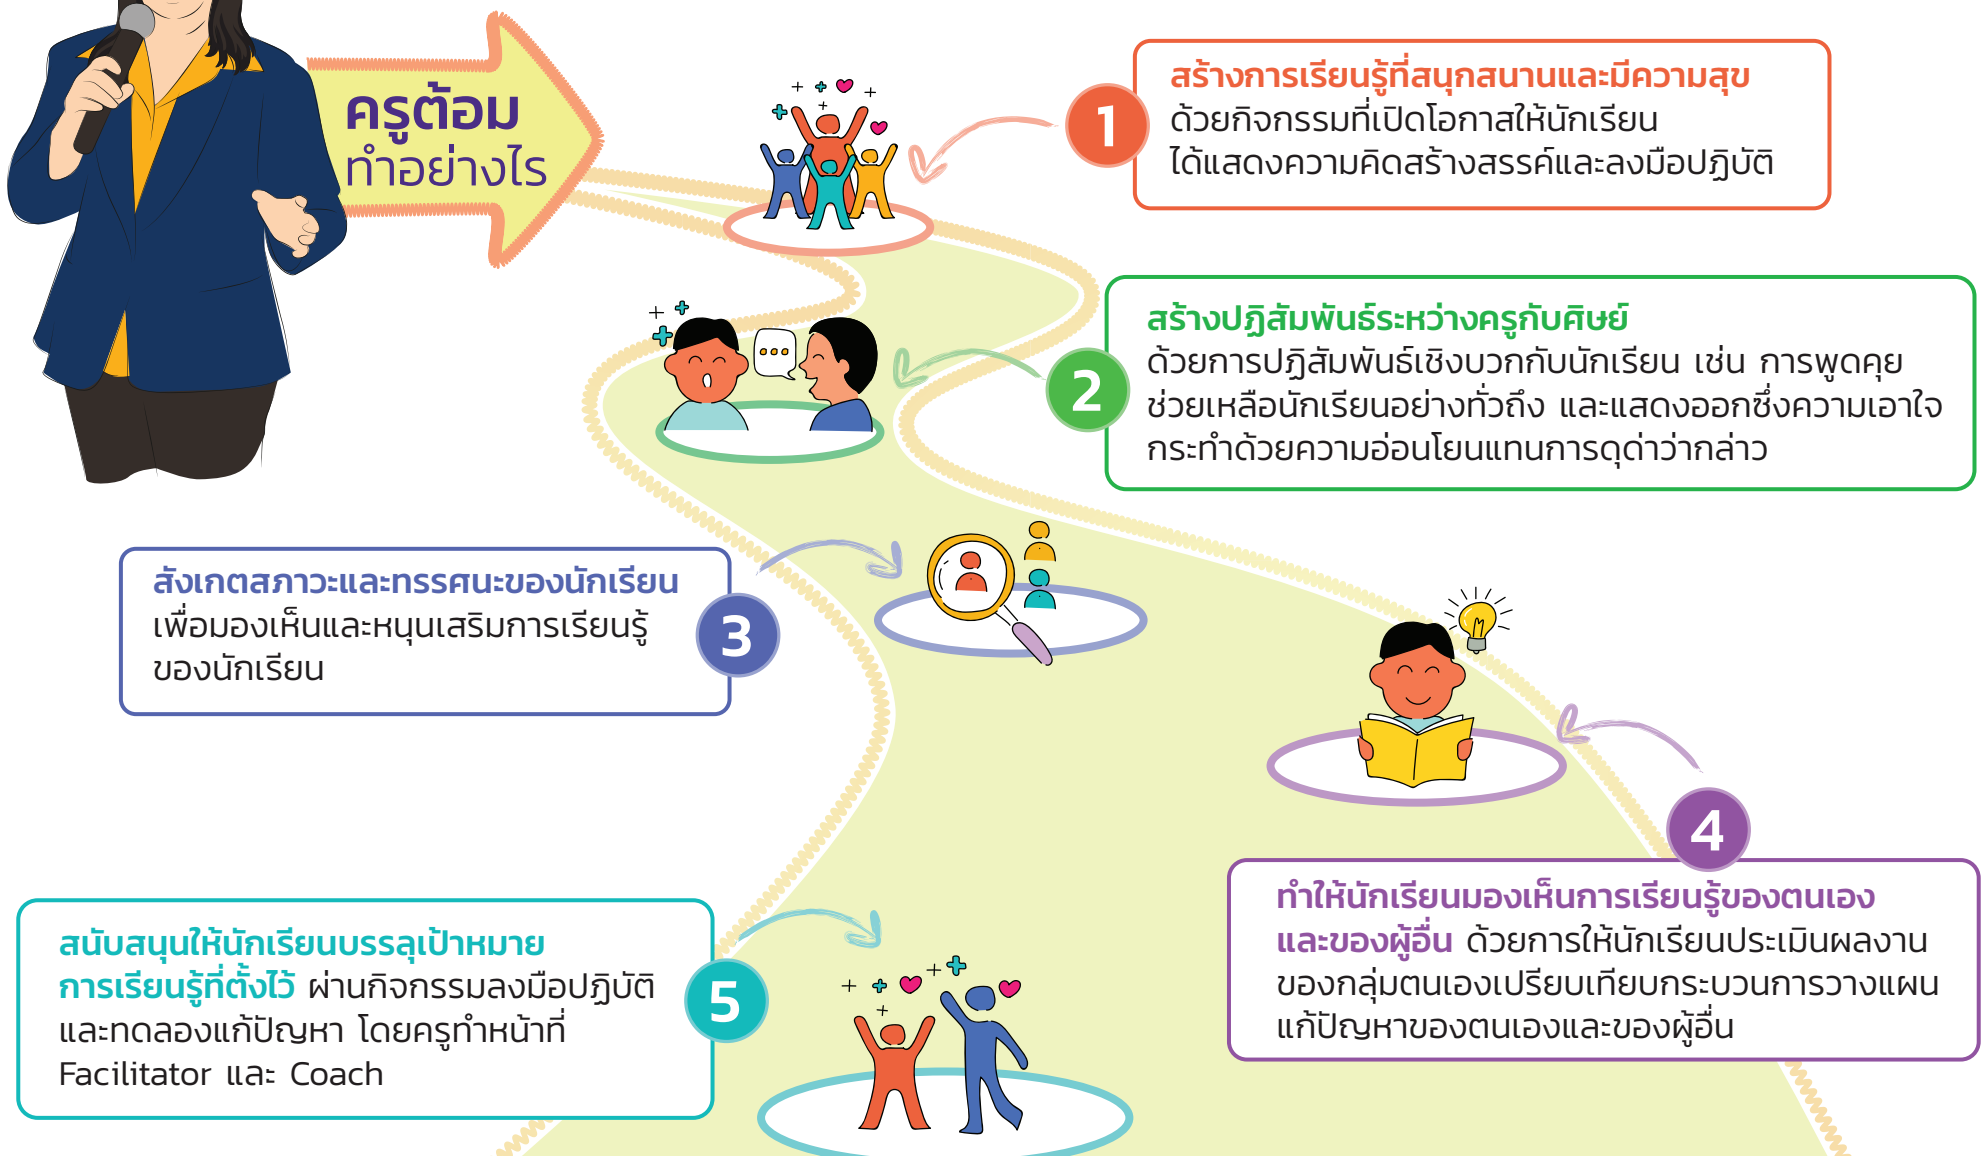 ครูต้อม
ทำอย่างไร
1
สร้างการเรียนรู้ที่สนุกสนานและมีความสุข
ด้วยกิจกรรมที่เปิดโอกาสให้นักเรียน
ได้แสดงความคิดสร้างสรรค์และลงมือปฏิบัติ
2
สร้างปฏิสัมพันธ์ระหว่างครูกับศิษย์
ด้วยการปฏิสัมพันธ์เชิงบวกกับนักเรียน เช่น การพูดคุย
ช่วยเหลือนักเรียนอย่างทั่วถึง และแสดงออกซึ่งความเอาใจ
กระทำด้วยความอ่อนโยนแทนการดุด่าว่ากล่าว
3
สังเกตสภาวะและทรรศนะของนักเรียน
เพื่อมองเห็นและหนุนเสริมการเรียนรู้
ของนักเรียน
4
ทำให้นักเรียนมองเห็นการเรียนรู้ของตนเอง
และของผู้อื่น ด้วยการให้นักเรียนประเมินผลงาน
ของกลุ่มตนเองเปรียบเทียบกระบวนการวางแผน
แก้ปัญหาของตนเองและของผู้อื่น
5
สนับสนุนให้นักเรียนบรรลุเป้าหมาย
การเรียนรู้ที่ตั้งไว้ ผ่านกิจกรรมลงมือปฏิบัติ
และทดลองแก้ปัญหา โดยครูทำหน้าที่
Facilitator และ Coach